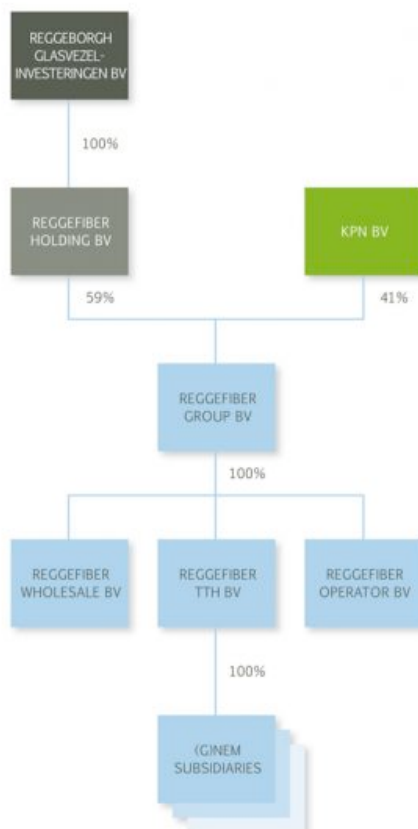 REGGEBORGH
GLASVEZEL-
INVESTERINGEN BV
100%
REGGEFIBER
HOLDING BV
KPN BV
59%
41%
REGGEFIBER
GROUP BV
100%
REGGEFIBER
WHOLESALE BV
REGGEFIBER
TTH BV
REGGEFIBER
OPERATOR BV
100%
(G)NEM
SUBSIDIARIES